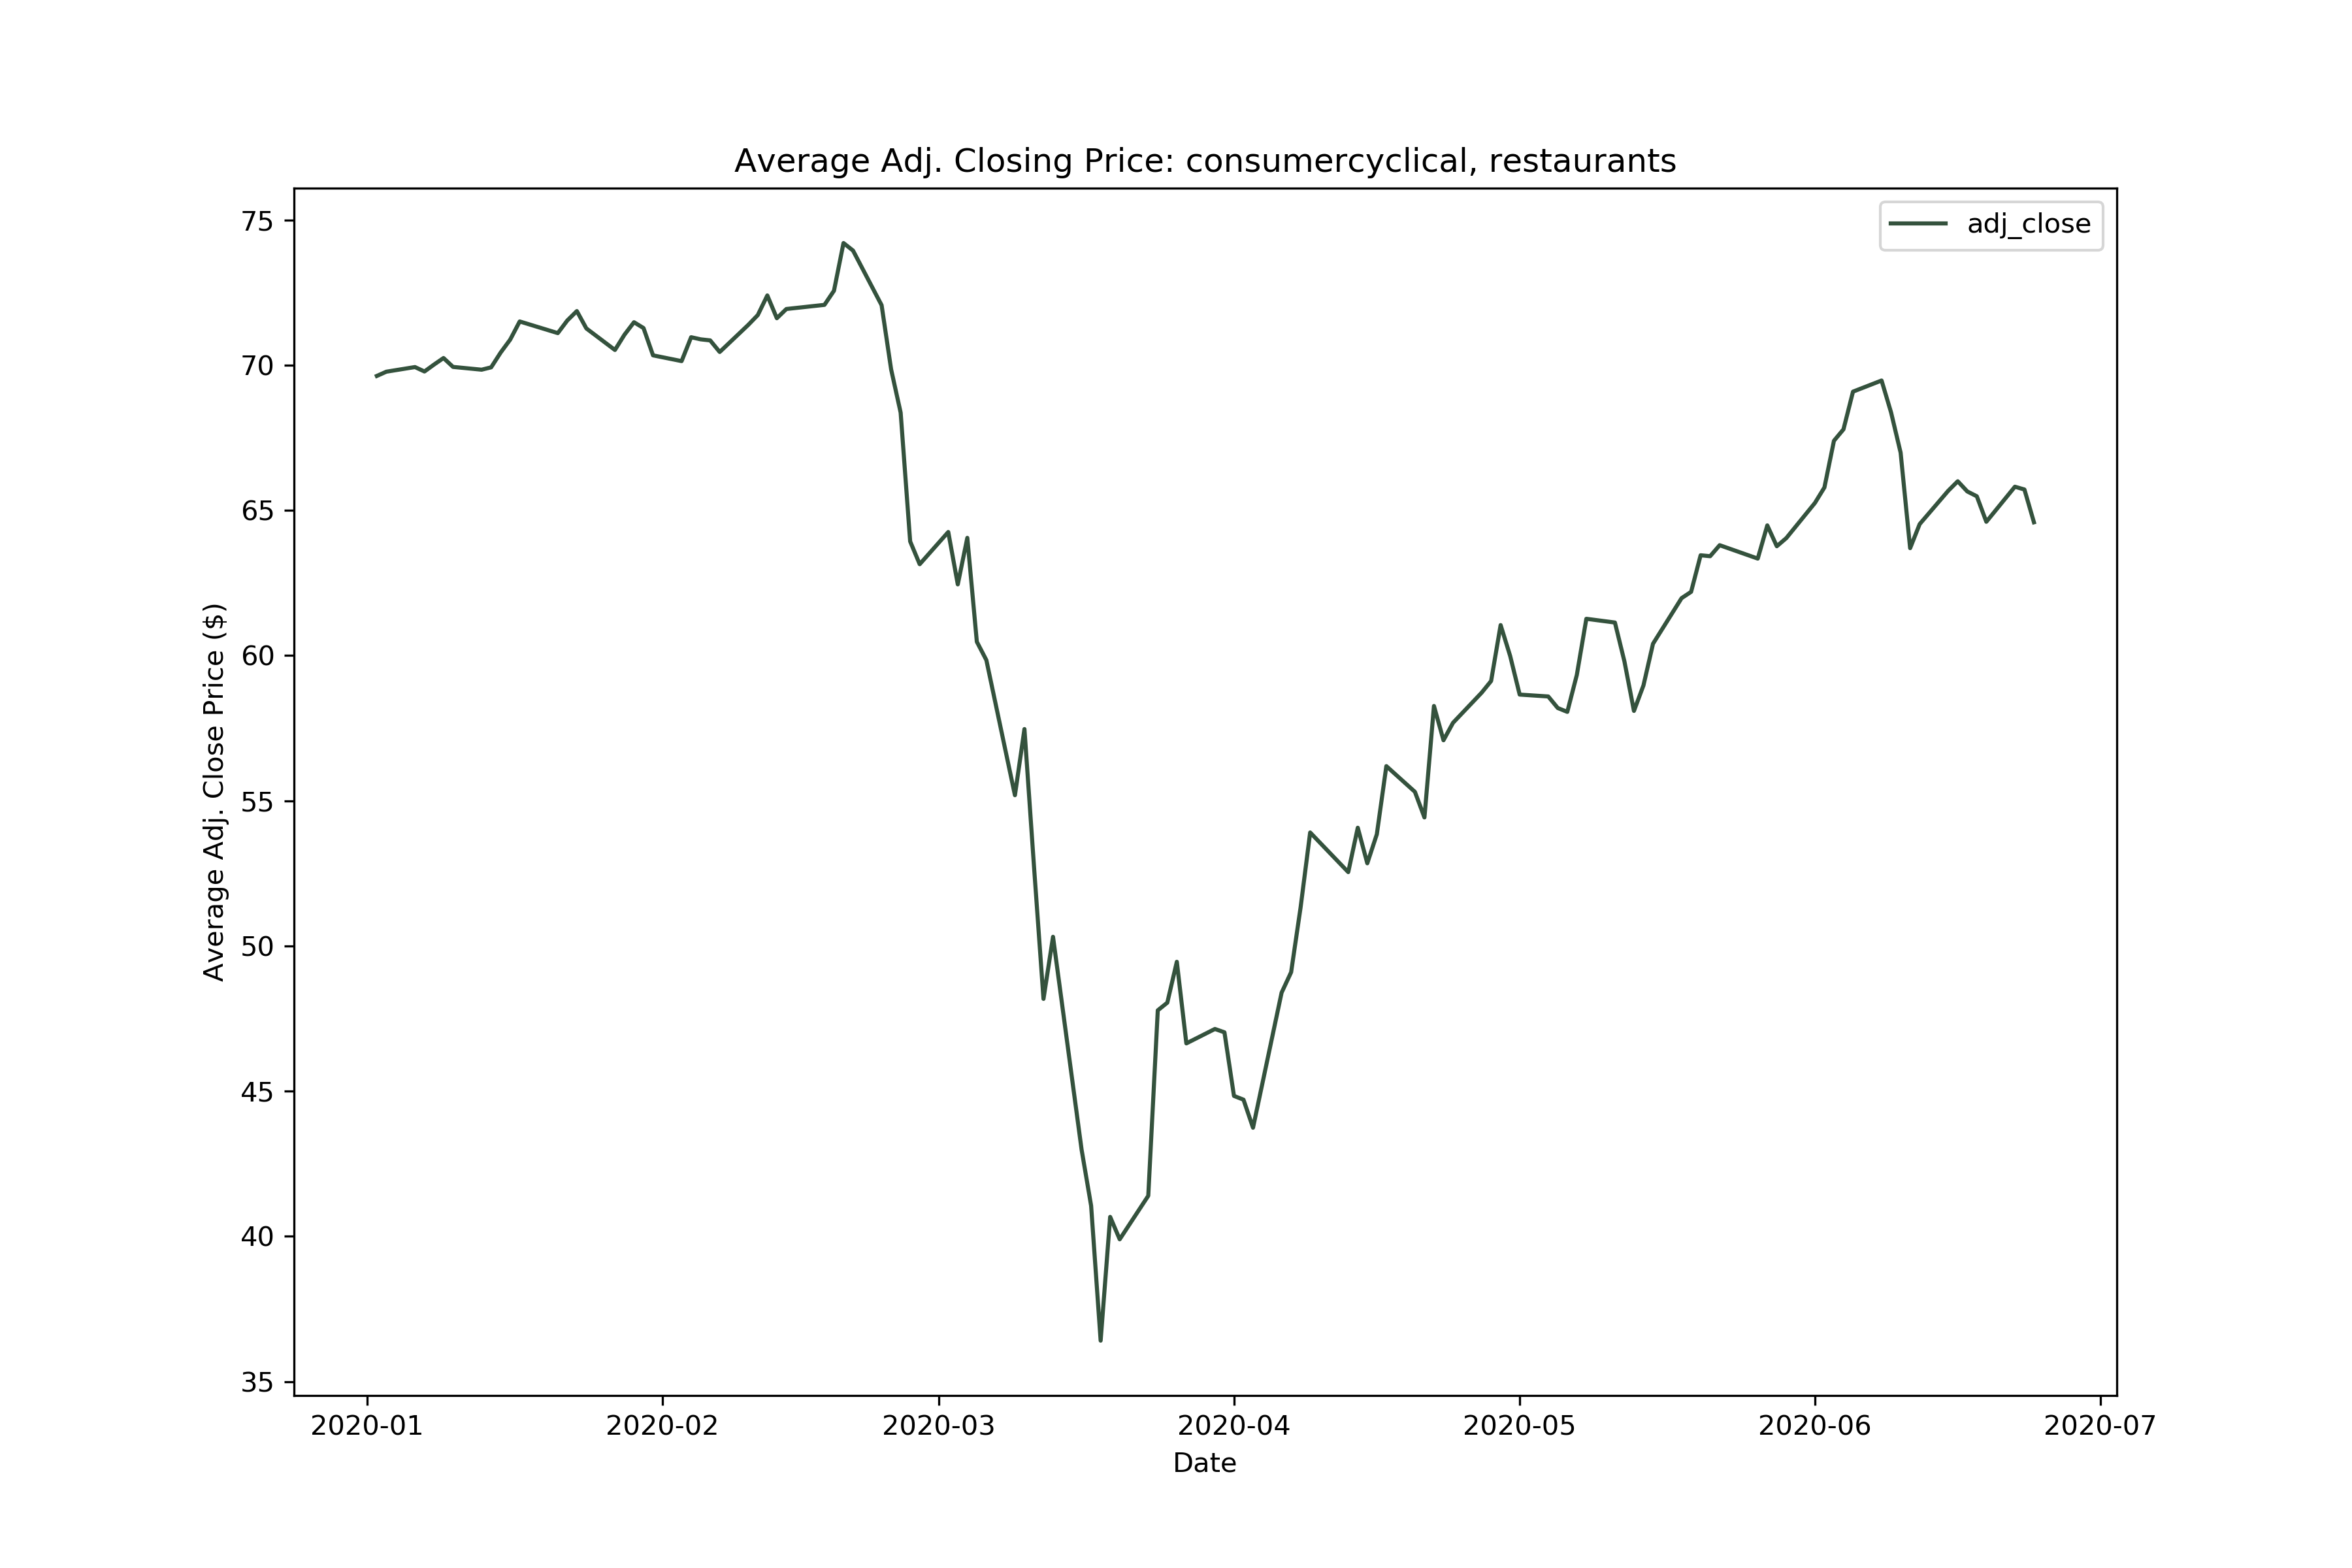 Average Adj. Closing Price: consumercyclical, restaurants
adj_close
Average Adj. Close Price ($)
75
70
65
60
55
50
45
40
35
2020-01 2020-02 2020-03 2020-04 2020-05 2020-06 2020-07
Date